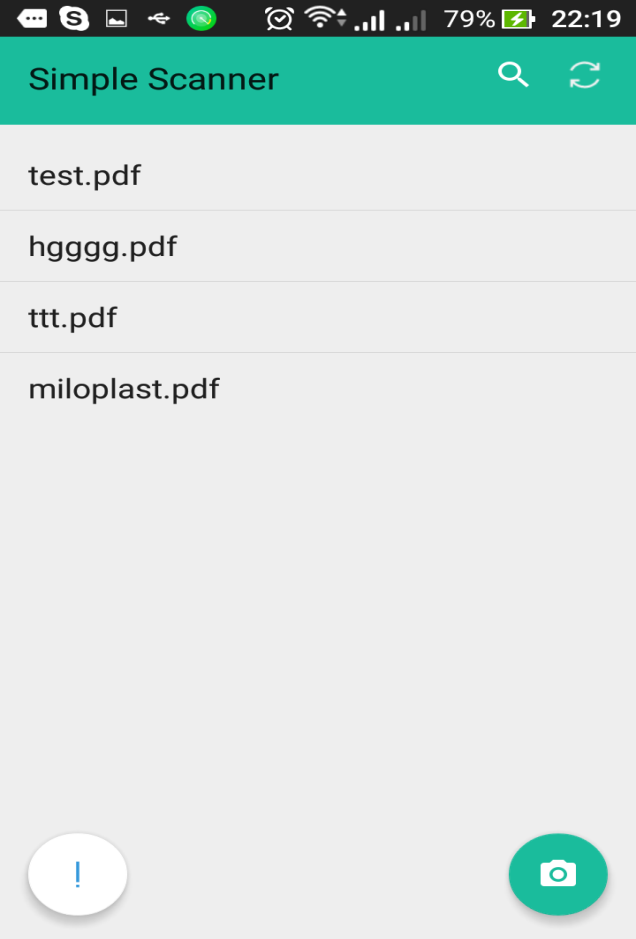 79% 22:19
Simple Scanner
test.pdf
hgggg.pdf
ttt.pdf
miloplast.pdf
!